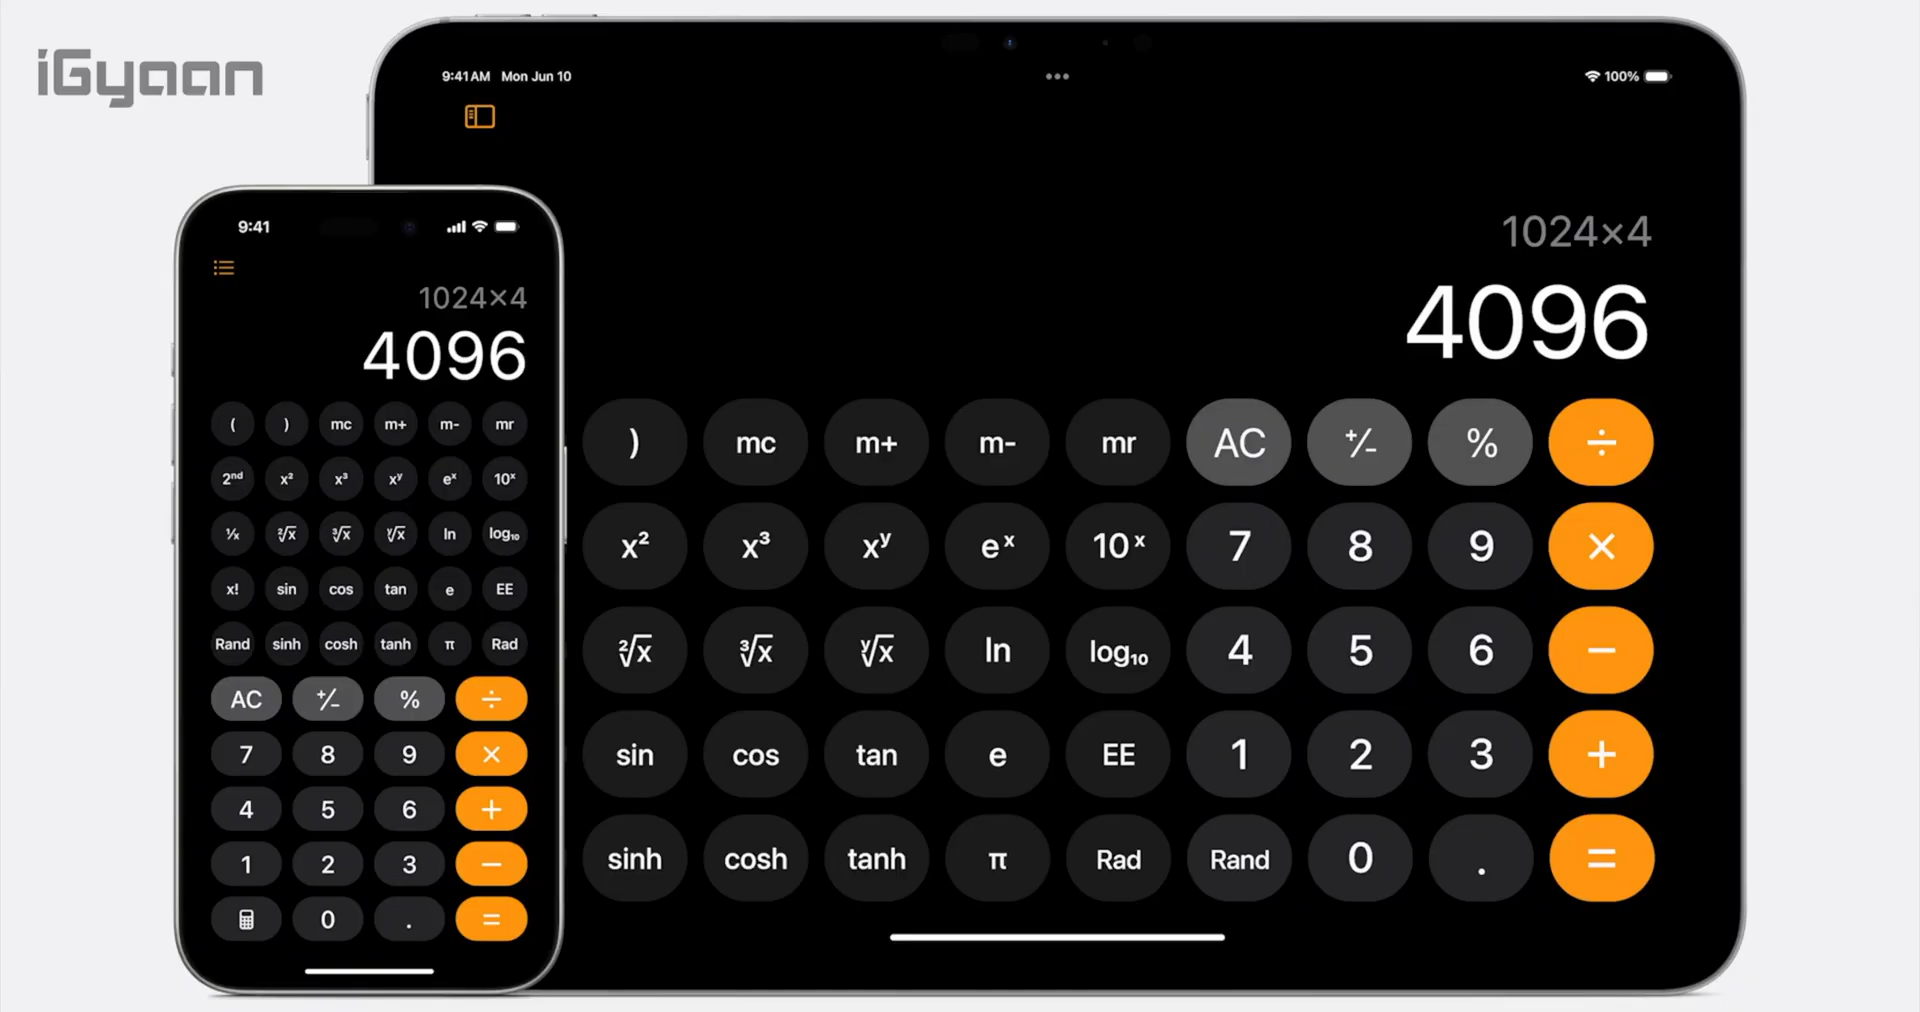 iGyaan
9:41 AM Mon Jun 10
100%
1024×4
4096
) mc m+ m- mr AC +/- % ÷
x² x³ xʸ eˣ 10ˣ 7 8 9 ×
²√x ³√x ʸ√x ln log₁₀ 4 5 6 −
sin cos tan e EE 1 2 3 +
sinh cosh tanh π Rad Rand 0 . =
9:41
1024×4
4096
( ) mc m+ m- mr
2ⁿᵈ x² x³ xʸ eˣ 10ˣ
¹⁄x ²√x ³√x ʸ√x ln log₁₀
x! sin cos tan e EE
Rand sinh cosh tanh π Rad
AC +/- % ÷
7 8 9 ×
4 5 6 +
1 2 3 −
0 . =